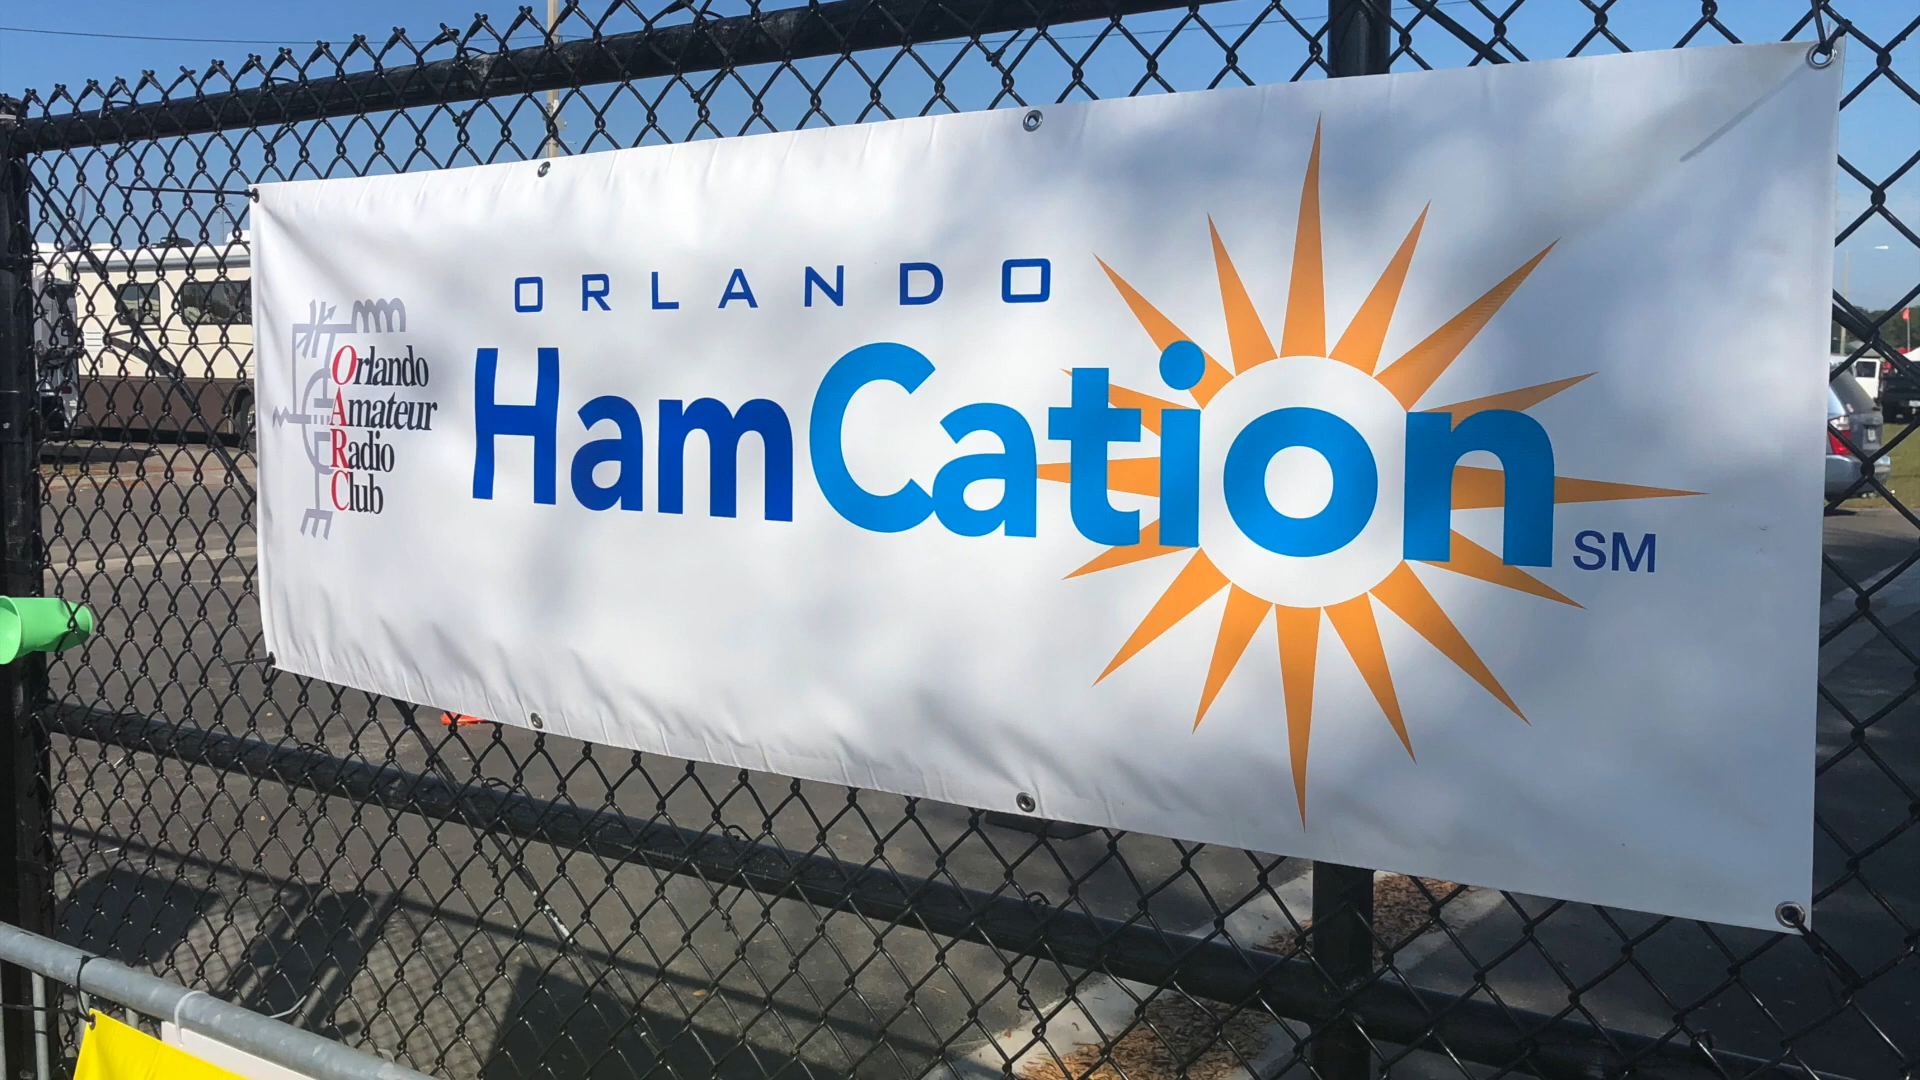 Orlando
Amateur
Radio
Club
ORLANDO
HamCation SM